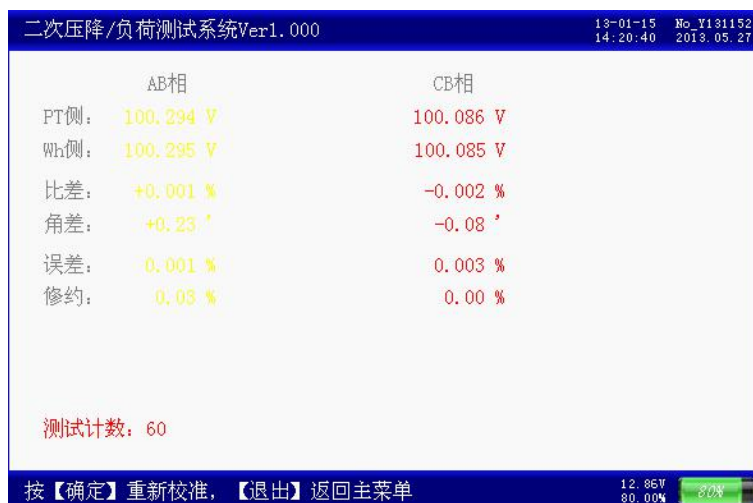 二次压降/负荷测试系统Ver1.000
13-01-15 No_Y131152
14:20:40 2013.05.27
AB相 CB相
PT侧: 100.294 V 100.086 V
Wh侧: 100.295 V 100.085 V
比差: +0.001 % -0.002 %
角差: +0.23 ' -0.08 '
误差: 0.001 % 0.003 %
修约: 0.03 % 0.00 %
测试计数: 60
按【确定】重新校准, 【退出】返回主菜单
12.86V
80.00% 80%